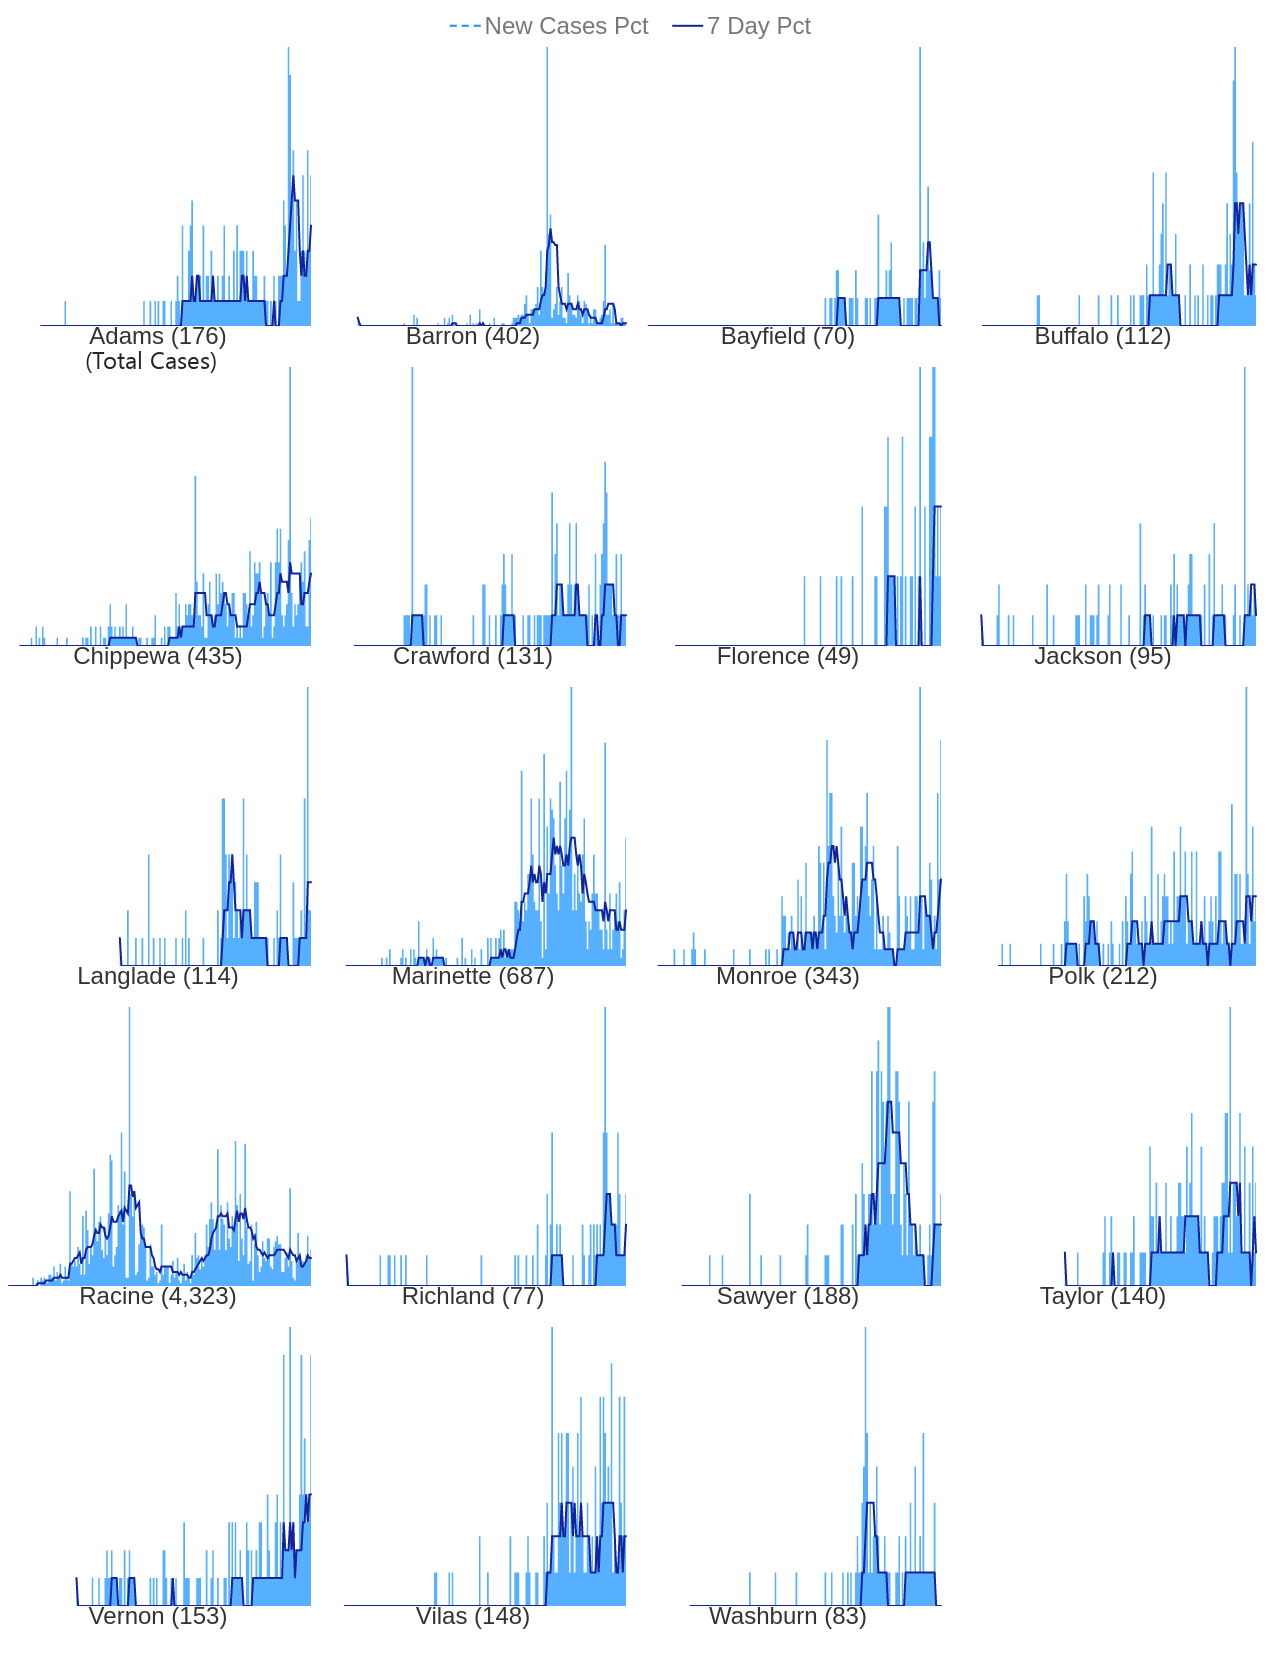 New Cases Pct 7 Day Pct
Adams (176) Barron (402) Bayfield (70) Buffalo (112)
(Total Cases)
Chippewa (435) Crawford (131) Florence (49) Jackson (95)
Langlade (114) Marinette (687) Monroe (343) Polk (212)
Racine (4,323) Richland (77) Sawyer (188) Taylor (140)
Vernon (153) Vilas (148) Washburn (83)